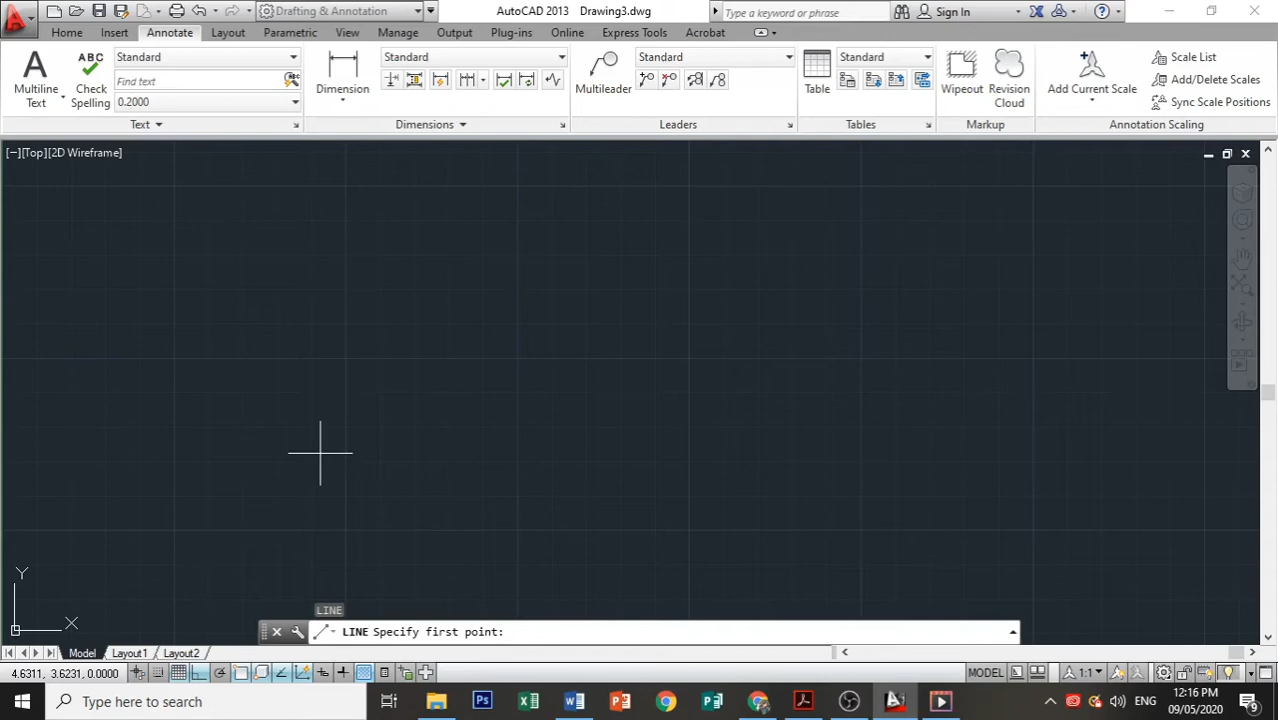 Drafting & Annotation
AutoCAD 2013 Drawing3.dwg
Type a keyword or phrase
Sign In
Home Insert Annotate Layout Parametric View Manage Output Plug-ins Online Express Tools Acrobat
Standard Standard Standard Standard Scale List
ABC
Find text
Add/Delete Scales
Multiline Text
Check Spelling
Dimension
Multileader
Table
Wipeout
Revision Cloud
Add Current Scale
0.2000
Sync Scale Positions
Text Dimensions Leaders Tables Markup Annotation Scaling
[−][Top][2D Wireframe]
Y
X
LINE
LINE Specify first point:
Model Layout1 Layout2
4.6311, 3.6231, 0.0000
MODEL
1:1
Type here to search
ENG
12:16 PM
09/05/2020
9